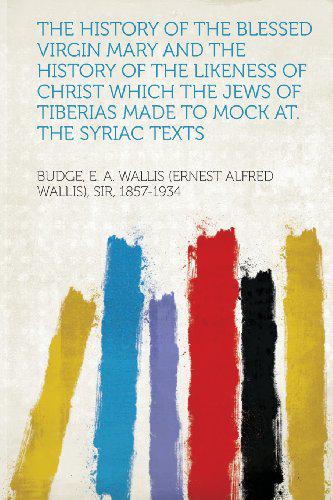 THE HISTORY OF THE BLESSED
VIRGIN MARY AND THE
HISTORY OF THE LIKENESS OF
CHRIST WHICH THE JEWS OF
TIBERIAS MADE TO MOCK AT.
THE SYRIAC TEXTS
BUDGE, E. A. WALLIS (ERNEST ALFRED
WALLIS), SIR, 1857-1934